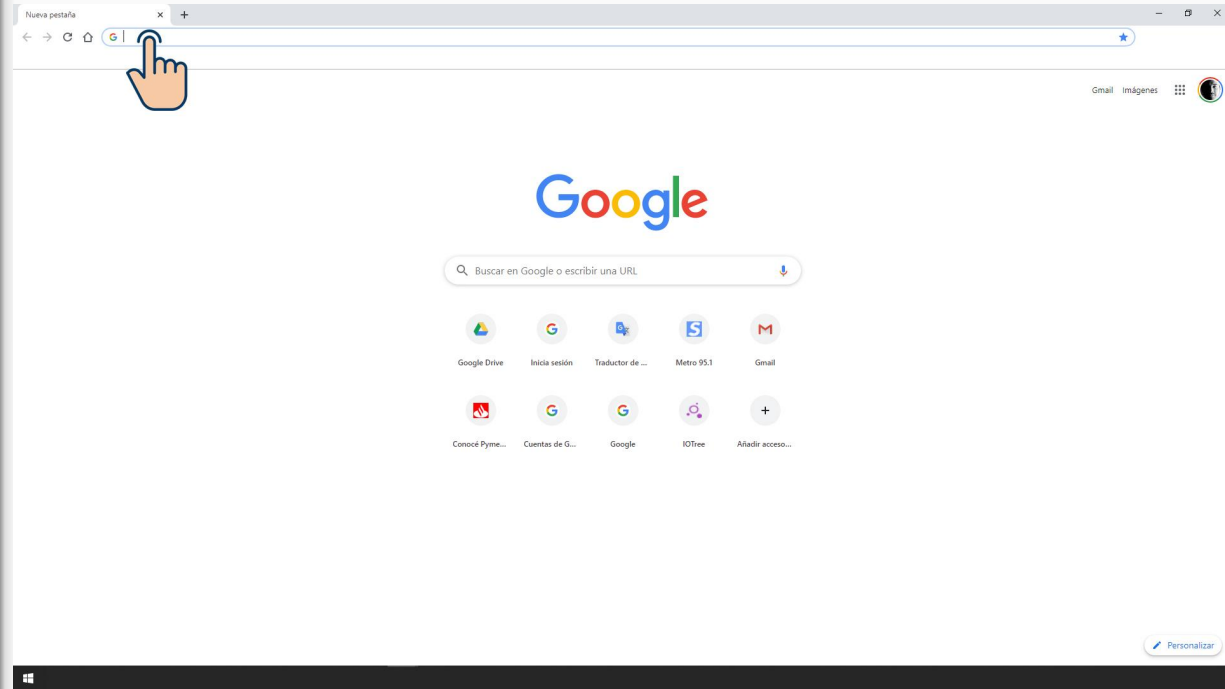 Nueva pestaña
G
Gmail Imágenes
Google
Buscar en Google o escribir una URL
Google Drive Inicia sesión Traductor de ... Metro 95.1 Gmail
Conocé Pyme... Cuentas de G... Google IOTree Añadir acceso...
Personalizar